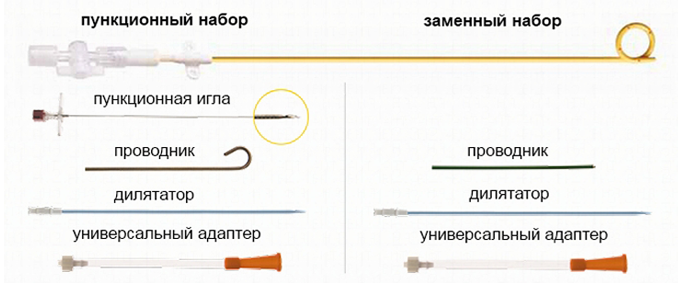 пункционный набор
заменный набор
пункционная игла
проводник
дилятатор
универсальный адаптер
проводник
дилятатор
универсальный адаптер